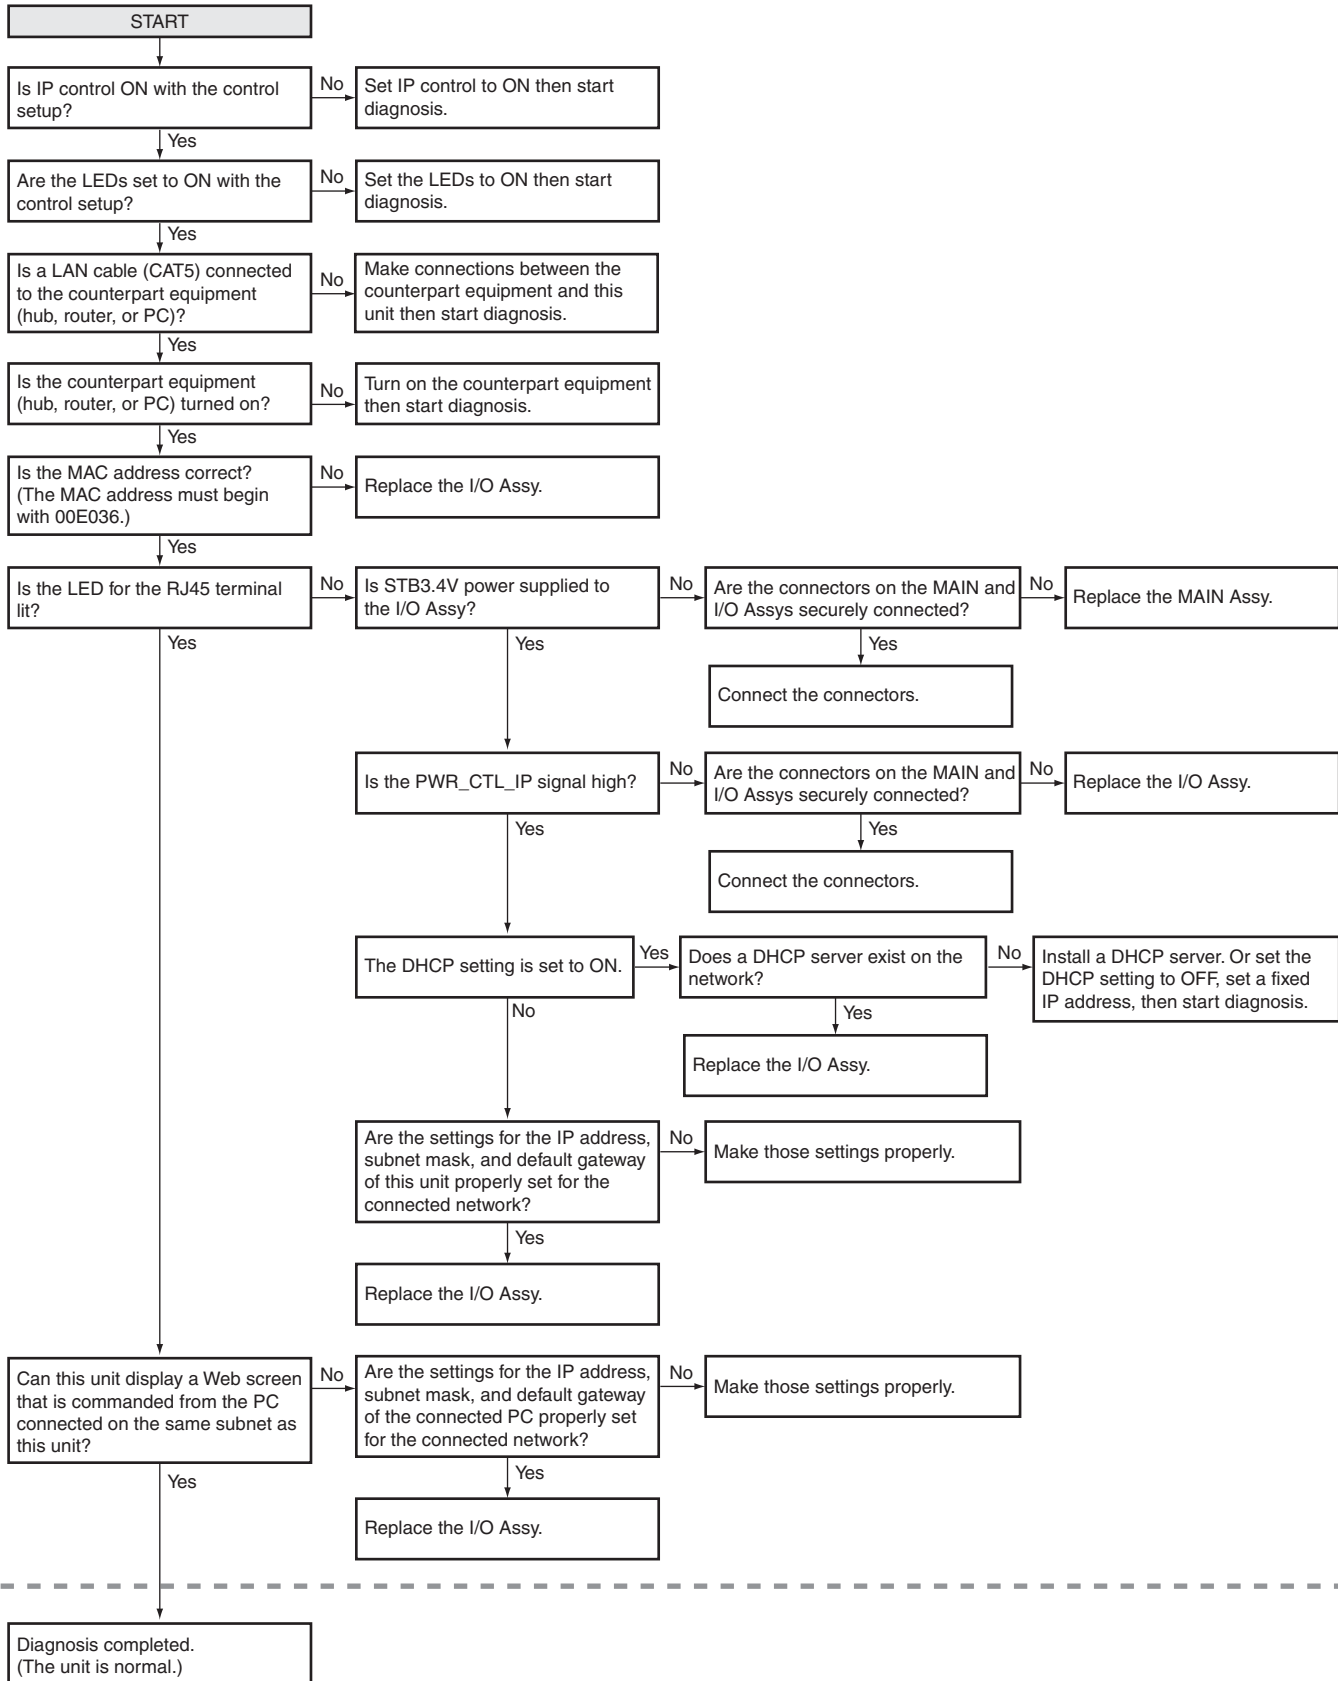 START
Is IP control ON with the control
setup?
No
Set IP control to ON then start
diagnosis.
Yes
Are the LEDs set to ON with the
control setup?
No
Set the LEDs to ON then start
diagnosis.
Yes
Is a LAN cable (CAT5) connected
to the counterpart equipment
(hub, router, or PC)?
No
Make connections between the
counterpart equipment and this
unit then start diagnosis.
Yes
Is the counterpart equipment
(hub, router, or PC) turned on?
No
Turn on the counterpart equipment
then start diagnosis.
Yes
Is the MAC address correct?
(The MAC address must begin
with 00E036.)
No
Replace the I/O Assy.
Yes
Is the LED for the RJ45 terminal
lit?
No
Is STB3.4V power supplied to
the I/O Assy?
No
Are the connectors on the MAIN and
I/O Assys securely connected?
No
Replace the MAIN Assy.
Yes
Yes
Yes
Connect the connectors.
Is the PWR_CTL_IP signal high?
No
Are the connectors on the MAIN and
I/O Assys securely connected?
No
Replace the I/O Assy.
Yes
Yes
Connect the connectors.
The DHCP setting is set to ON.
Yes
Does a DHCP server exist on the
network?
No
Install a DHCP server. Or set the
DHCP setting to OFF, set a fixed
IP address, then start diagnosis.
No
Yes
Replace the I/O Assy.
Are the settings for the IP address,
subnet mask, and default gateway
of this unit properly set for the
connected network?
No
Make those settings properly.
Yes
Replace the I/O Assy.
Can this unit display a Web screen
that is commanded from the PC
connected on the same subnet as
this unit?
No
Are the settings for the IP address,
subnet mask, and default gateway
of the connected PC properly set
for the connected network?
No
Make those settings properly.
Yes
Yes
Replace the I/O Assy.
Diagnosis completed.
(The unit is normal.)